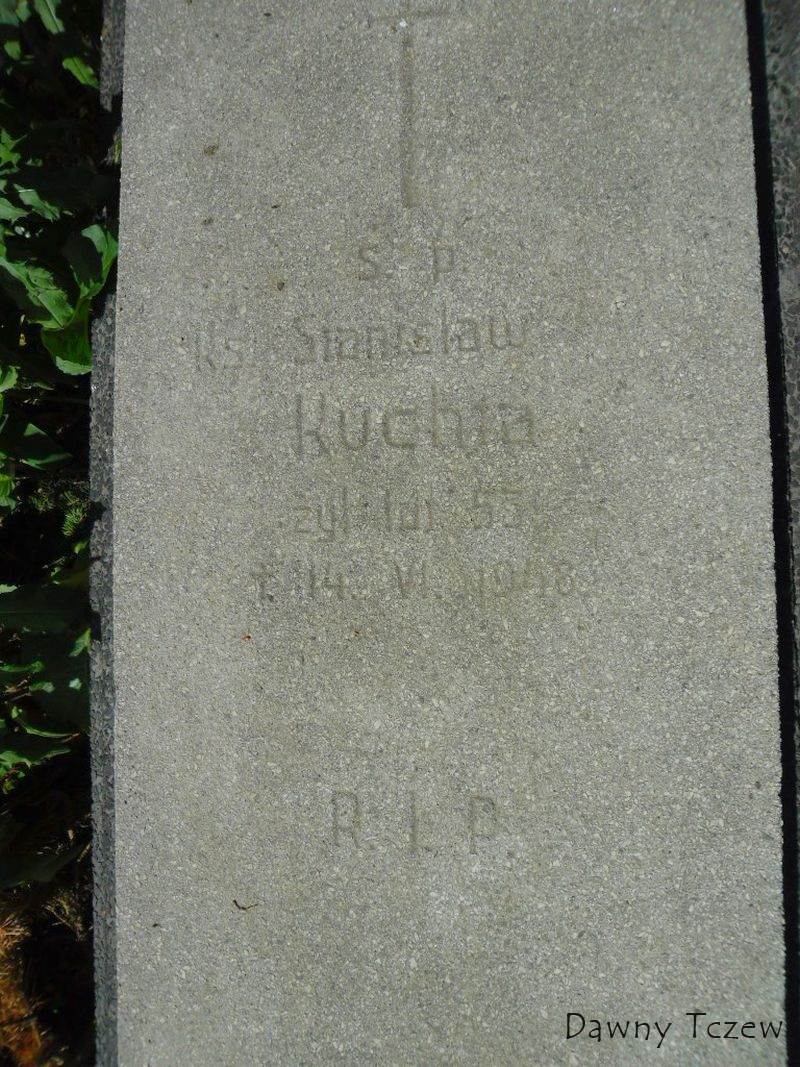 Ś. P.
Ks. Stanisław
Kuchta
żył lat 55
† 14. VI. 1948
R. I. P.
Dawny Tczew